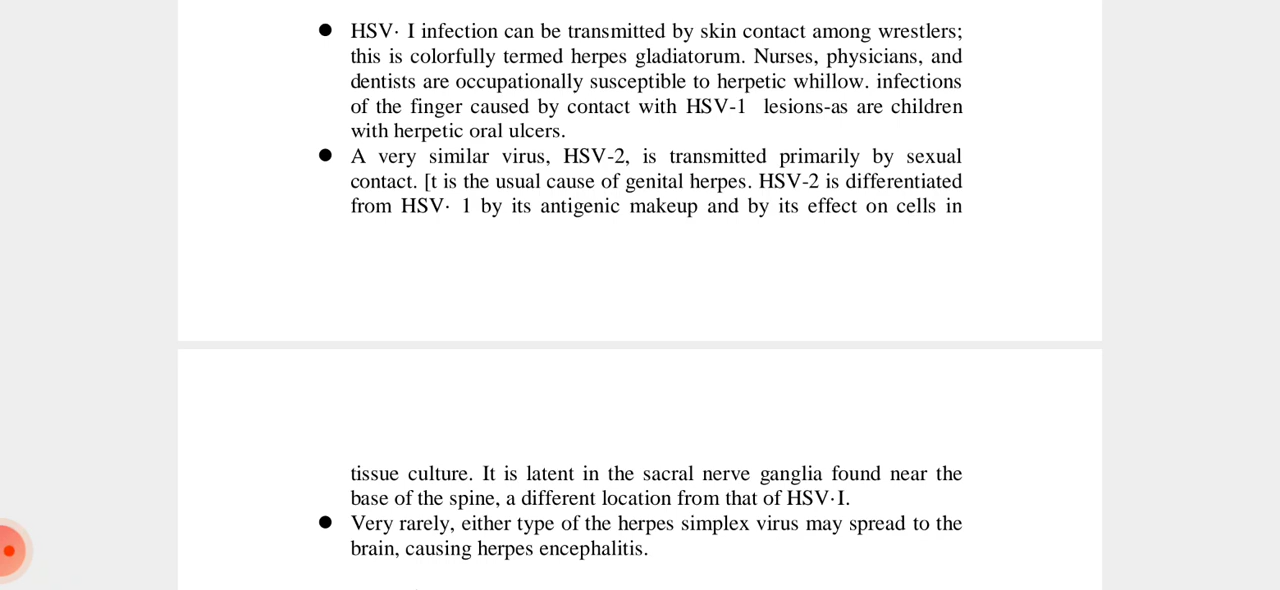 ● HSV· I infection can be transmitted by skin contact among wrestlers;
this is colorfully termed herpes gladiatorum. Nurses, physicians, and
dentists are occupationally susceptible to herpetic whillow. infections
of the finger caused by contact with HSV-1 lesions-as are children
with herpetic oral ulcers.
● A very similar virus, HSV-2, is transmitted primarily by sexual
contact. [t is the usual cause of genital herpes. HSV-2 is differentiated
from HSV· 1 by its antigenic makeup and by its effect on cells in
tissue culture. It is latent in the sacral nerve ganglia found near the
base of the spine, a different location from that of HSV·I.
● Very rarely, either type of the herpes simplex virus may spread to the
brain, causing herpes encephalitis.